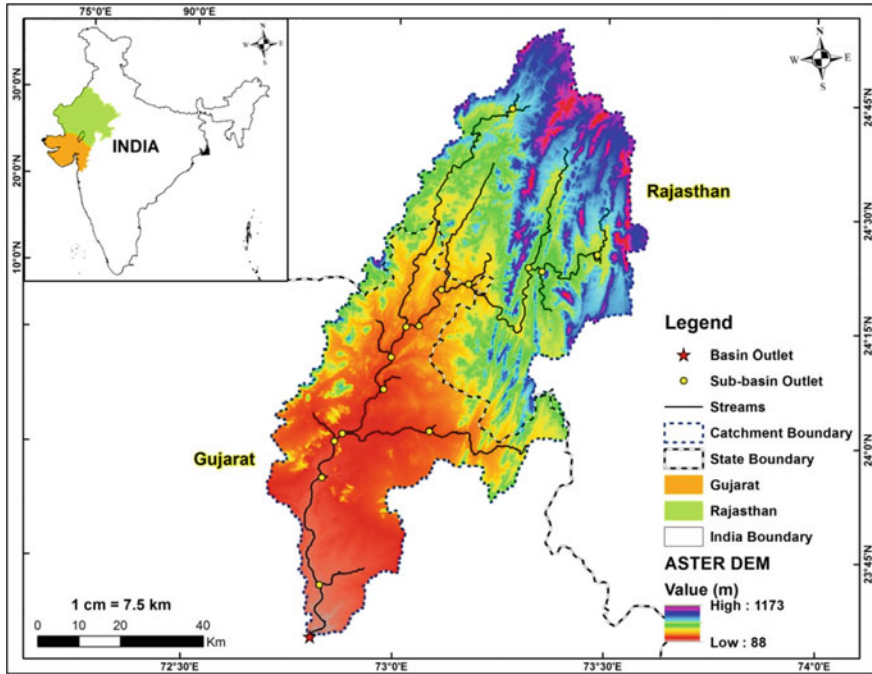 75°0'E
90°0'E
N
W
E
S
30°0'N
20°0'N
10°0'N
INDIA
N
W
E
S
24°45'N
24°30'N
24°15'N
24°0'N
23°45'N
Rajasthan
Gujarat
Legend
Basin Outlet
Sub-basin Outlet
Streams
Catchment Boundary
State Boundary
Gujarat
Rajasthan
India Boundary
ASTER DEM
Value (m)
High : 1173
Low : 88
1 cm = 7.5 km
0 10 20 40
Km
72°30'E
73°0'E
73°30'E
74°0'E